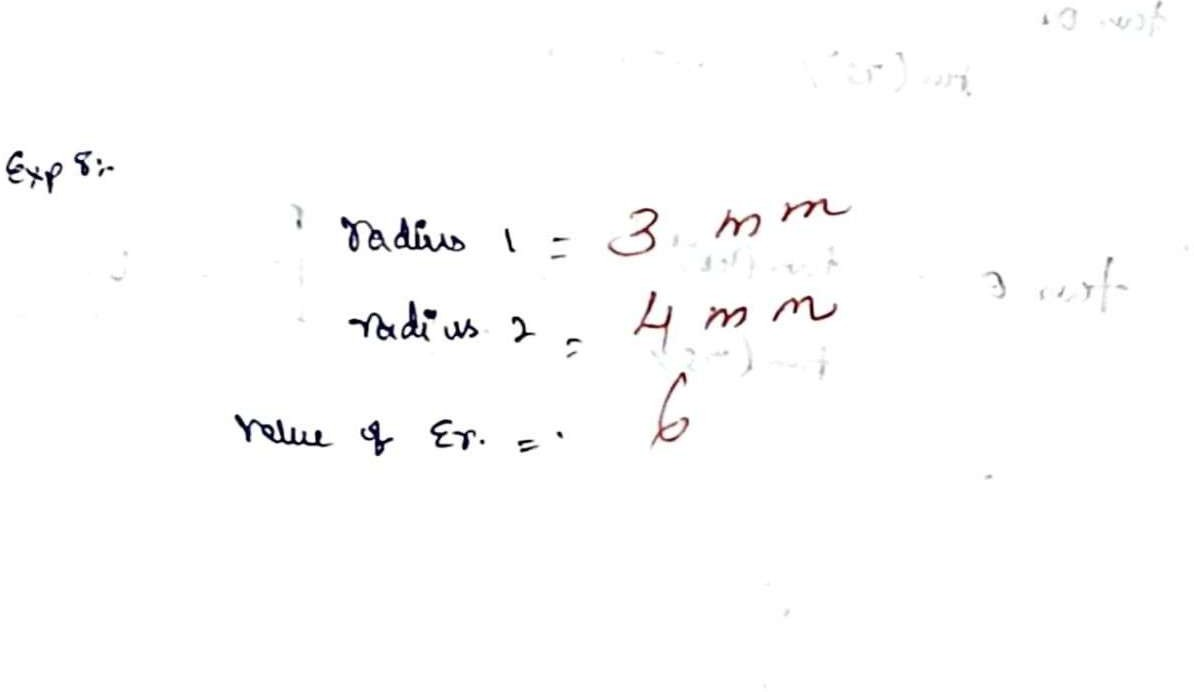 Exp 8:-
radius 1 = 3 mm
radius 2 = 4 mm
value of Er. = 6